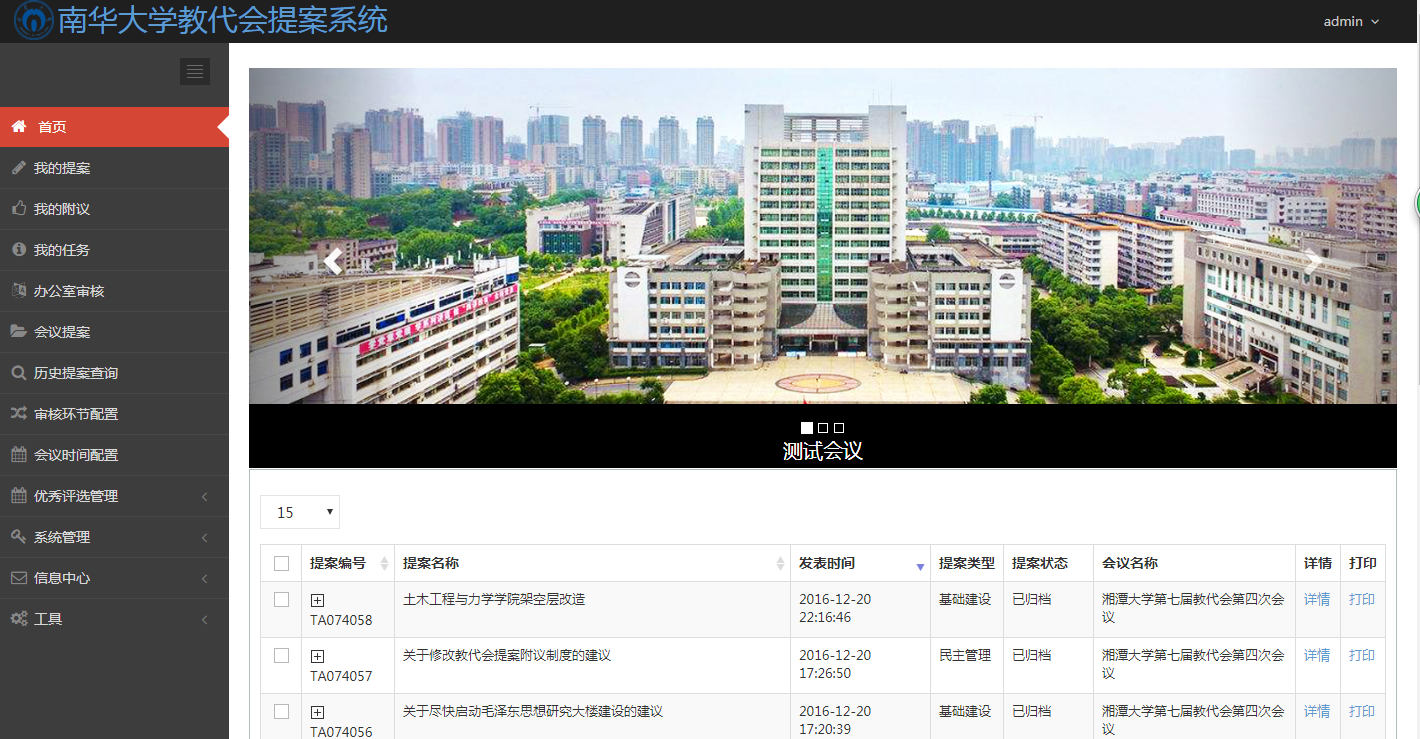 南华大学教代会提案系统
admin
首页
我的提案
我的附议
我的任务
办公室审核
会议提案
历史提案查询
审核环节配置
会议时间配置
优秀评选管理
系统管理
信息中心
工具
测试会议
15
提案编号 提案名称 发表时间 提案类型 提案状态 会议名称 详情 打印
TA074058 土木工程与力学学院架空层改造 2016-12-20 22:16:46 基础建设 已归档 湘潭大学第七届教代会第四次会议 详情 打印
TA074057 关于修改教代会提案附议制度的建议 2016-12-20 17:26:50 民主管理 已归档 湘潭大学第七届教代会第四次会议 详情 打印
TA074056 关于尽快启动毛泽东思想研究大楼建设的建议 2016-12-20 17:20:39 基础建设 已归档 湘潭大学第七届教代会第四次会议 详情 打印